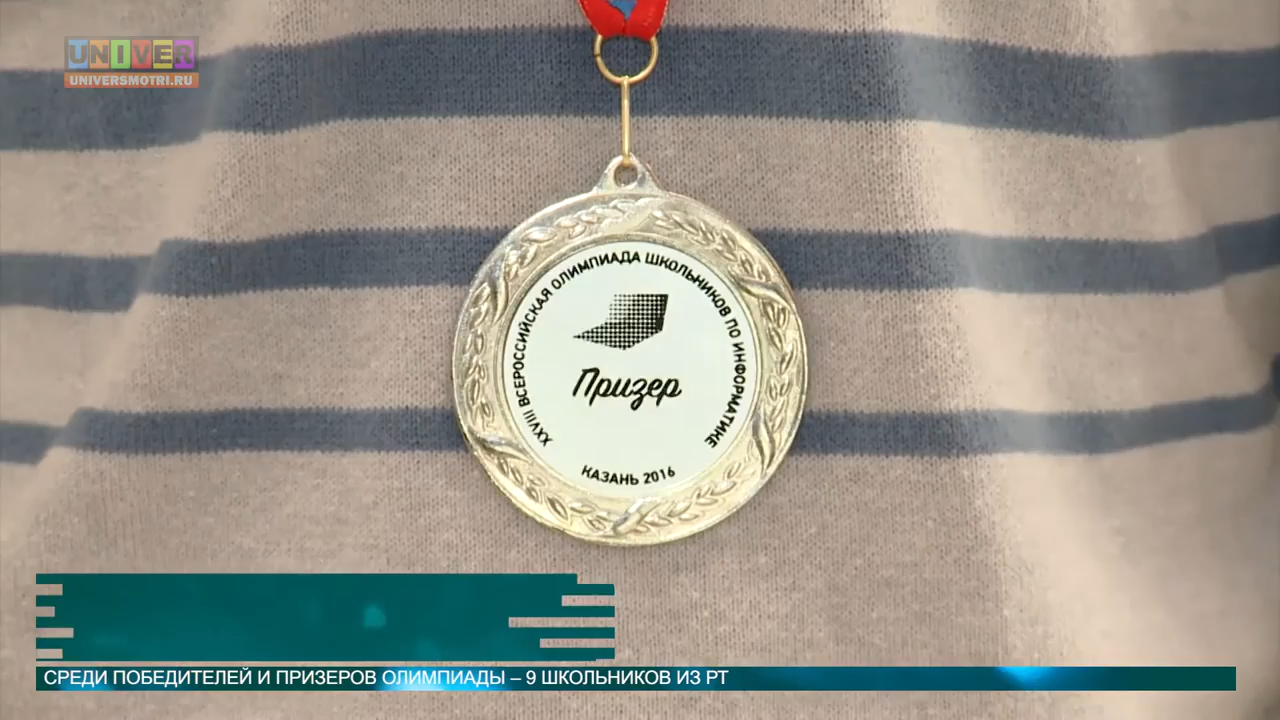 UNIVER
UNIVERSMOTRI.RU
XXVIII ВСЕРОССИЙСКАЯ ОЛИМПИАДА ШКОЛЬНИКОВ ПО ИНФОРМАТИКЕ
Призер
КАЗАНЬ 2016
СРЕДИ ПОБЕДИТЕЛЕЙ И ПРИЗЕРОВ ОЛИМПИАДЫ – 9 ШКОЛЬНИКОВ ИЗ РТ